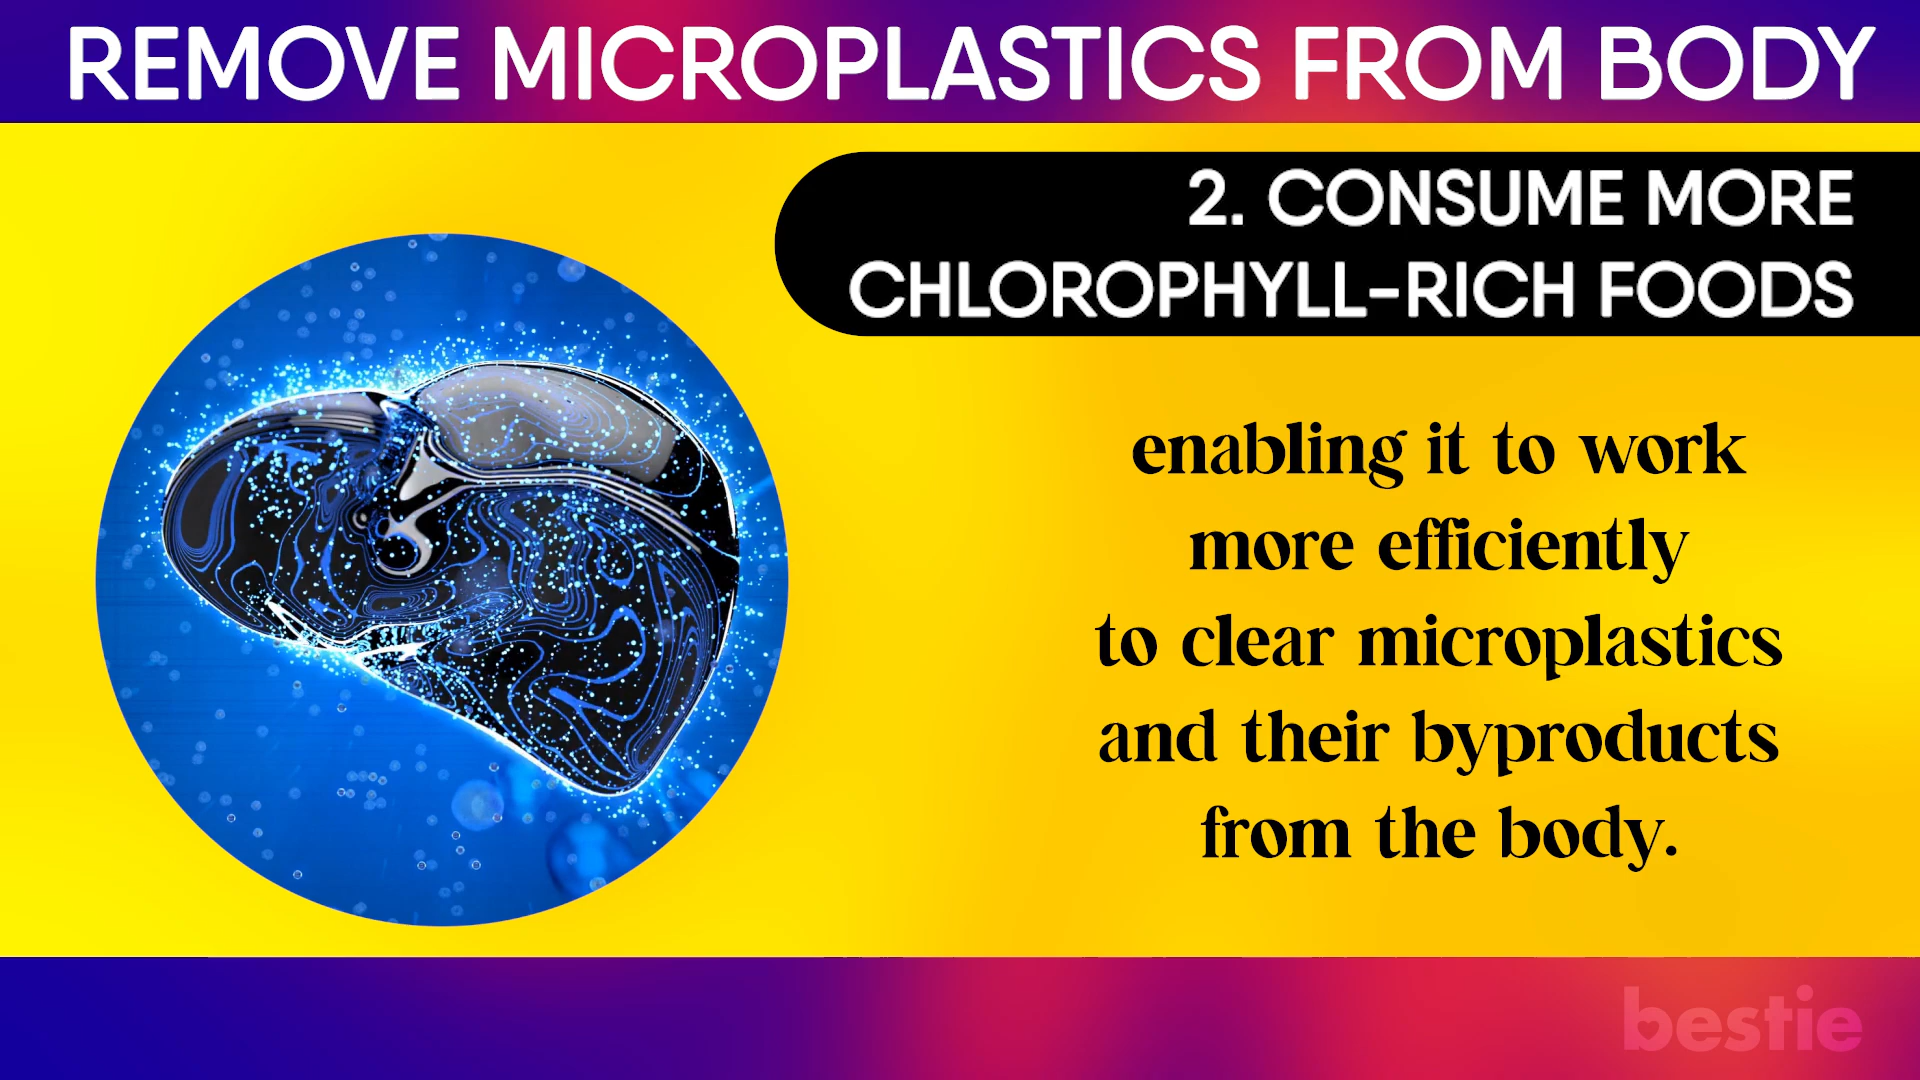 REMOVE MICROPLASTICS FROM BODY
2. CONSUME MORE
CHLOROPHYLL-RICH FOODS
enabling it to work
more efficiently
to clear microplastics
and their byproducts
from the body.
bestie